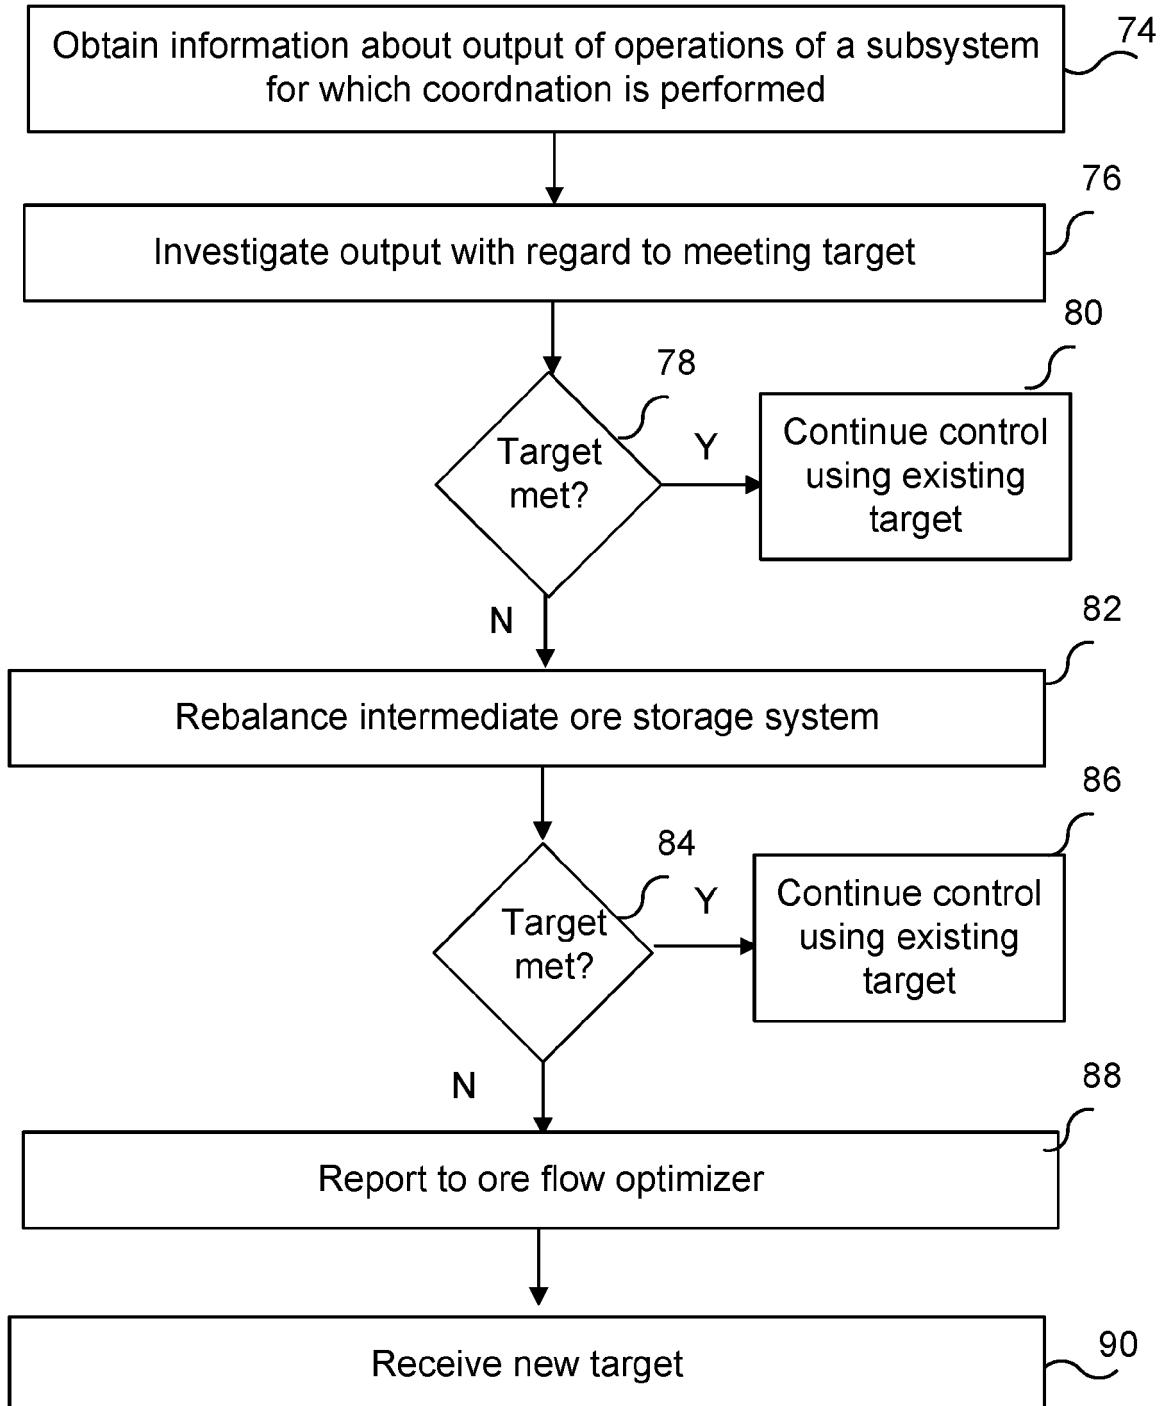 Obtain information about output of operations of a subsystem
for which coordnation is performed
74
Investigate output with regard to meeting target
76
Target
met?
78
Y
Continue control
using existing
target
80
N
Rebalance intermediate ore storage system
82
Target
met?
84
Y
Continue control
using existing
target
86
N
Report to ore flow optimizer
88
Receive new target
90